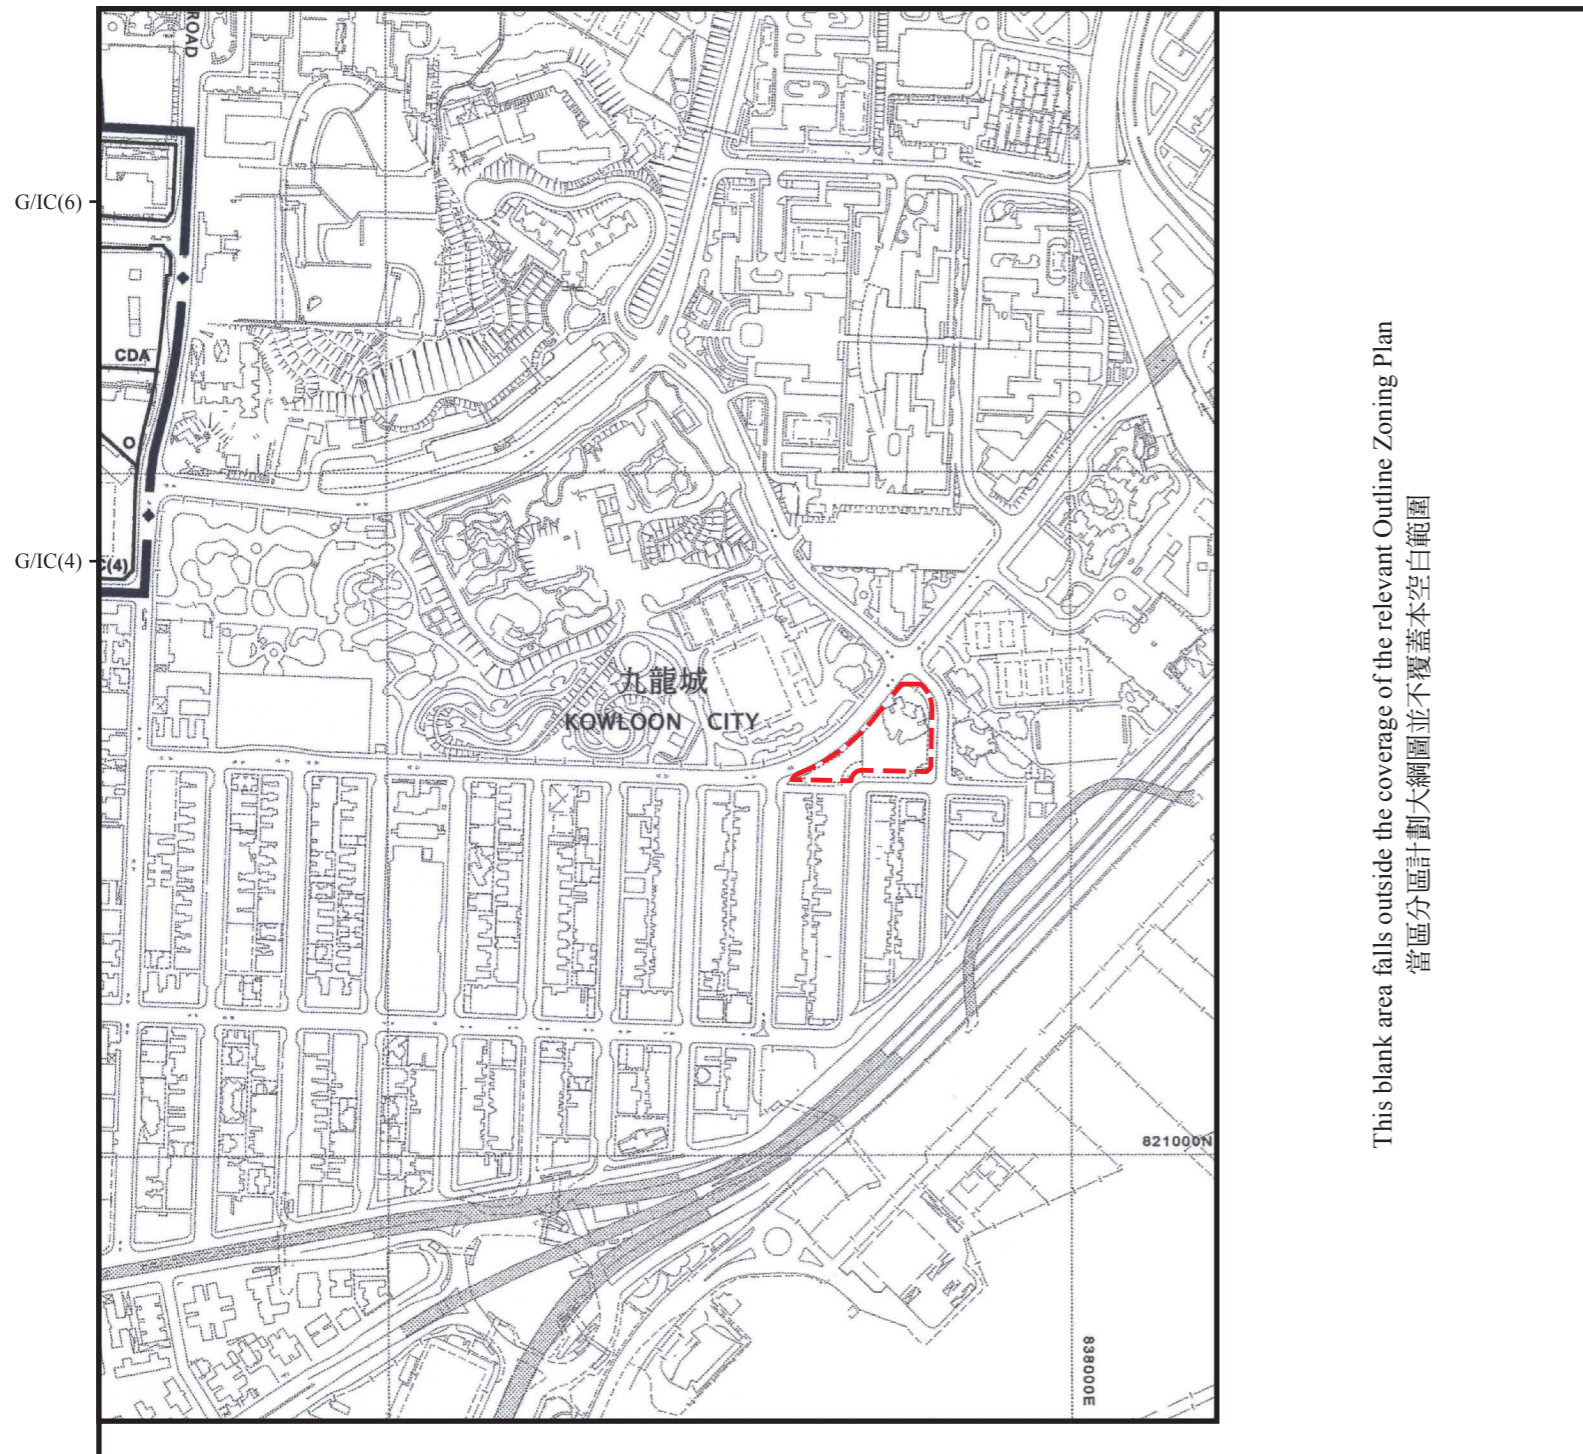 ROAD
G/IC(6)
CDA
O
G/IC(4)
C(4)
九龍城
KOWLOON CITY
821000N
838000E
This blank area falls outside the coverage of the relevant Outline Zoning Plan
當區分區計劃大綱圖並不覆蓋本空白範圍